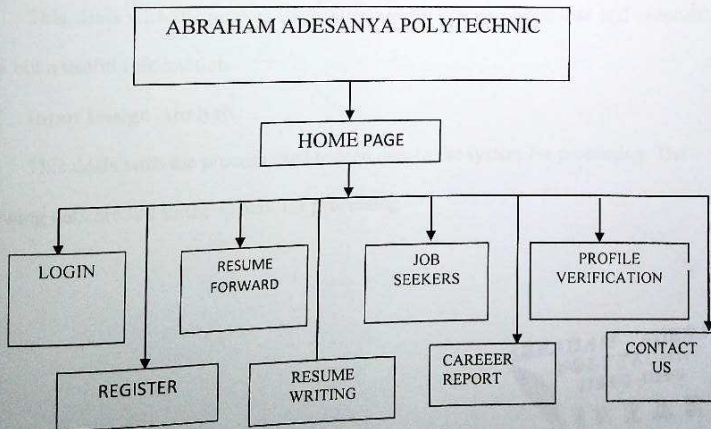 ABRAHAM ADESANYA POLYTECHNIC
HOME PAGE
LOGIN
RESUME
FORWARD
JOB
SEEKERS
PROFILE
VERIFICATION
REGISTER
RESUME
WRITING
CAREEER
REPORT
CONTACT
US